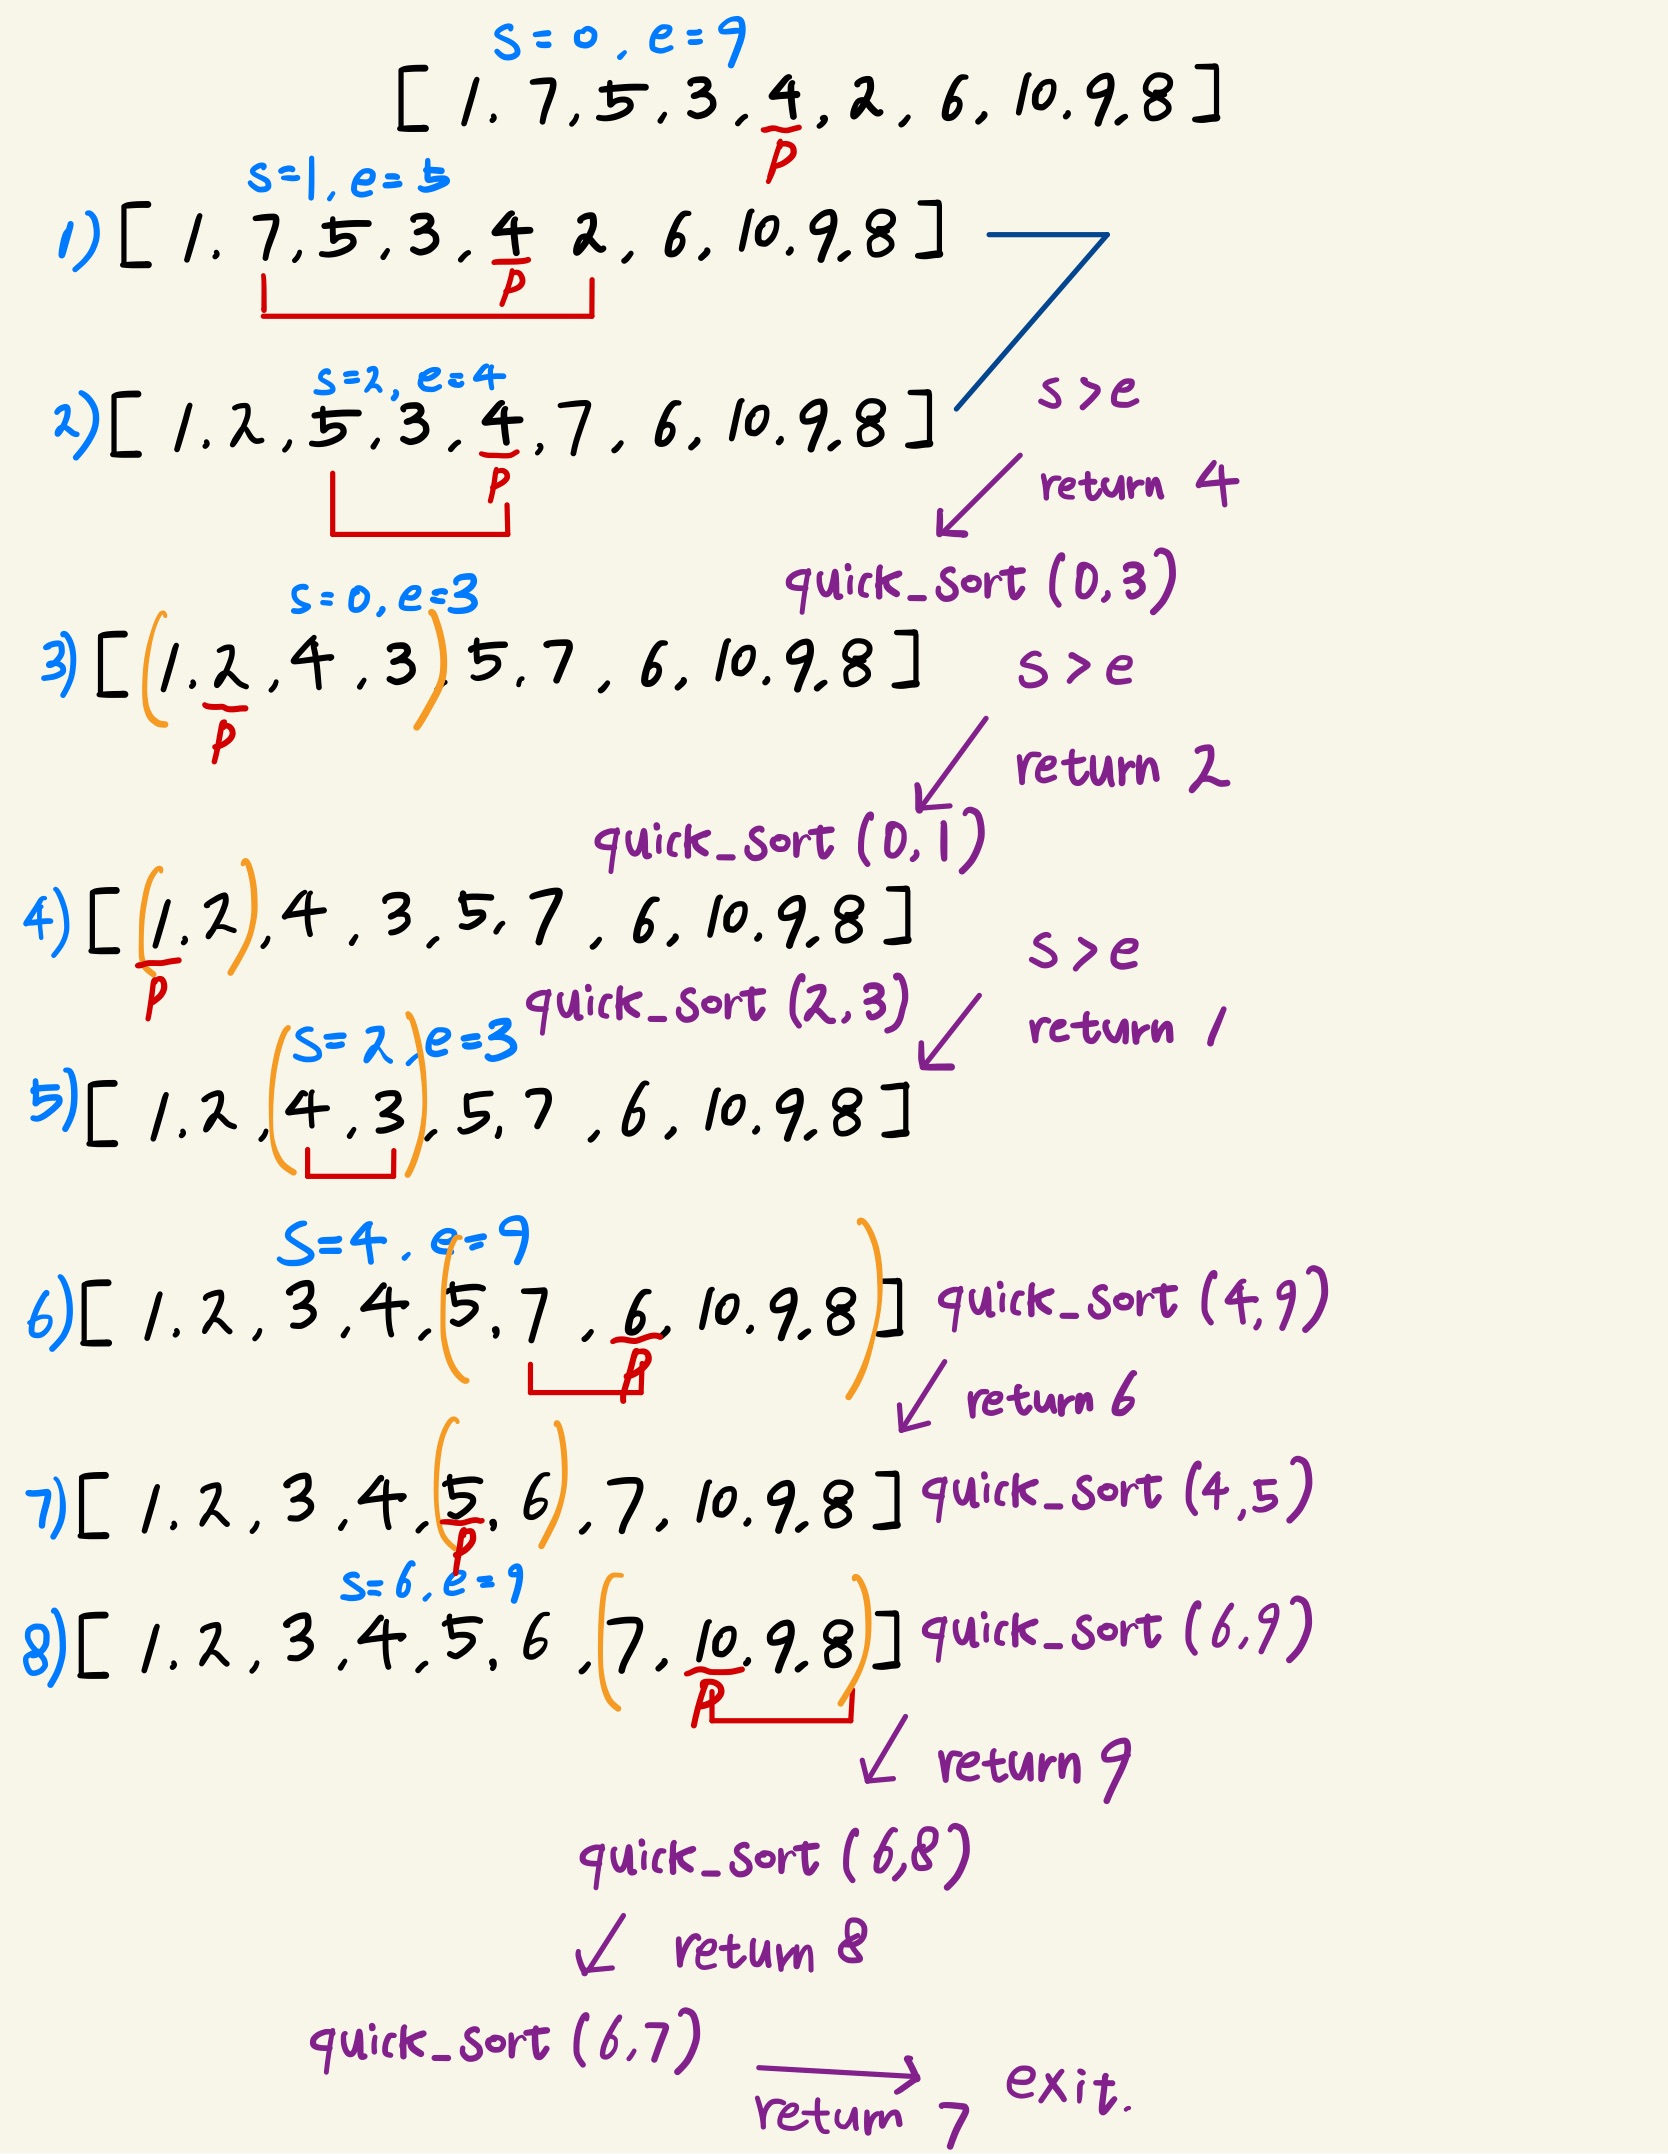 s=0, e=9
[ 1. 7, 5, 3, 4, 2, 6, 10. 9, 8 ]
p
s=1, e=5
1) [ 1. 7, 5, 3, 4 2, 6, 10. 9, 8 ]
p
s=2, e=4
2) [ 1. 2, 5, 3, 4, 7, 6, 10. 9, 8 ]
p
s>e
return 4
quick_sort (0,3)
s=0, e=3
3) [ (1. 2, 4, 3), 5. 7, 6, 10. 9, 8 ]
p
s>e
return 2
quick_sort (0,1)
4) [ (1. 2), 4, 3, 5, 7, 6, 10. 9, 8 ]
p
s>e
return 1
quick_sort (2,3)
s=2, e=3
5) [ 1. 2, (4, 3), 5, 7, 6, 10. 9, 8 ]
s=4, e=9
6) [ 1. 2, 3, 4, (5, 7, 6, 10. 9, 8) ] quick_sort (4,9)
p
return 6
7) [ 1. 2, 3, 4, (5, 6), 7, 10. 9, 8 ] quick_sort (4,5)
p
s=6, e=9
8) [ 1. 2, 3, 4, 5, 6, (7, 10. 9, 8) ] quick_sort (6,9)
p
return 9
quick_sort (6,8)
return 8
quick_sort (6,7)
return 7 exit.